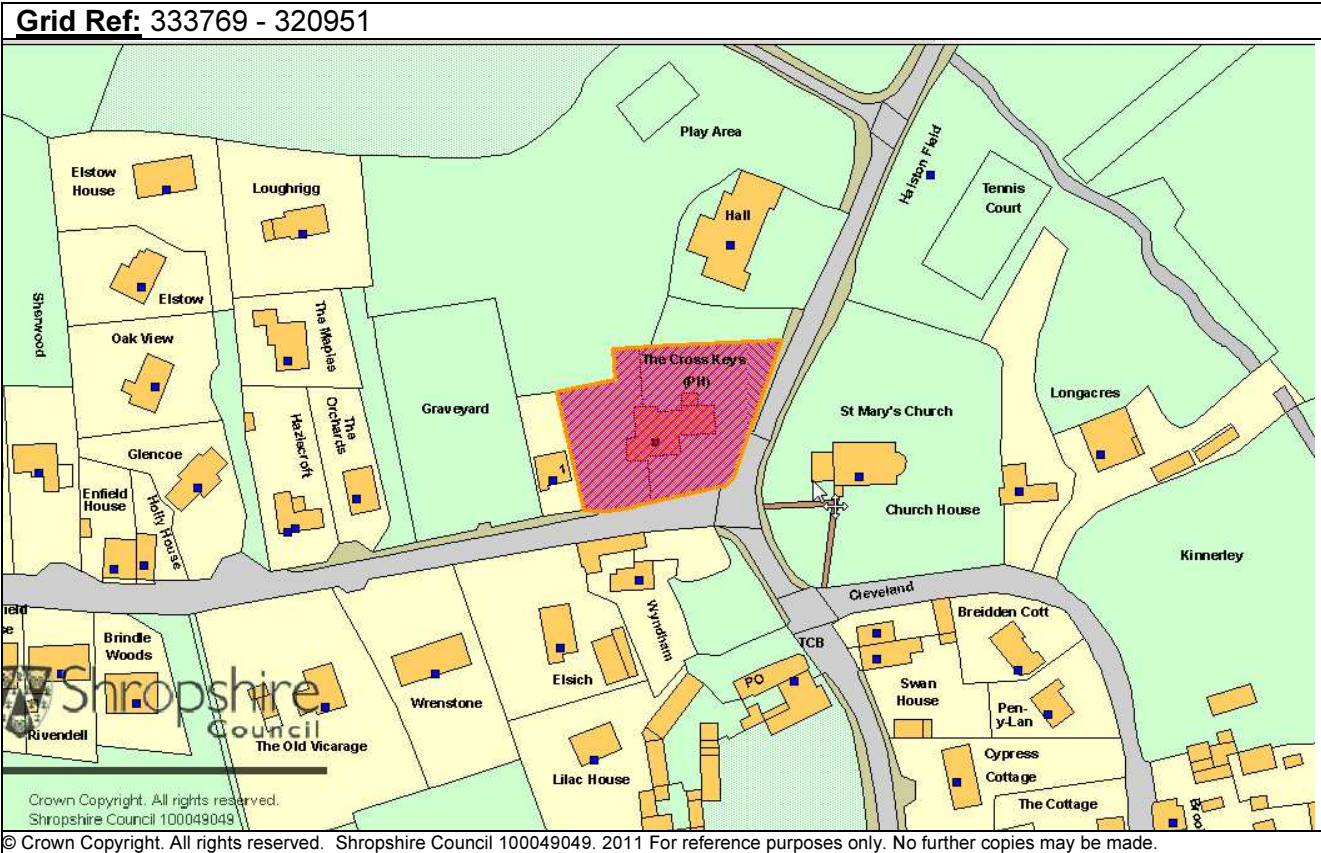 Grid Ref: 333769 - 320951
Play Area
Halston Field
Elstow
House
Loughrigg
Tennis
Court
Hall
Elstow
Sherwood
The Maples
Oak View
The Cross Keys
(PH)
Longacres
Graveyard
St Mary's Church
The
Orchards
Hazlecroft
Glencoe
1
Enfield
House
Holly House
Church House
Kinnerley
Cleveland
Breidden Cott
ield
se
Brindle
Woods
Wyndham
TCB
Elsich
PO
Swan
House
Pen-
y-Lan
Shropshire
Council
Wrenstone
Rivendell
The Old Vicarage
Cypress
Cottage
Lilac House
The Cottage
Broo
Crown Copyright. All rights reserved.
Shropshire Council 100049049
© Crown Copyright. All rights reserved. Shropshire Council 100049049. 2011 For reference purposes only. No further copies may be made.